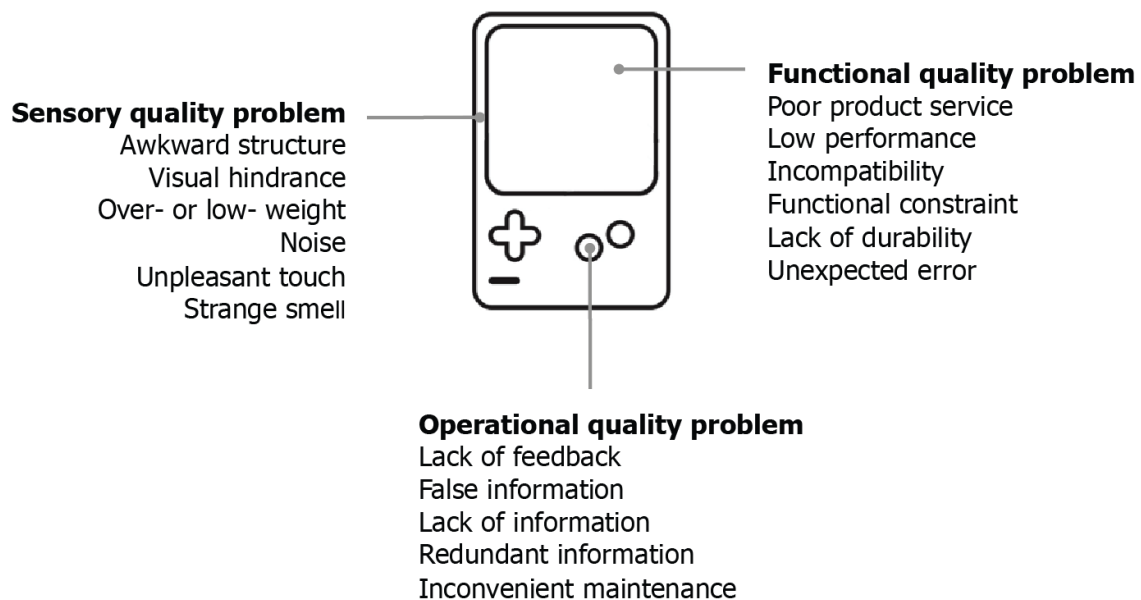 Sensory quality problem
Awkward structure
Visual hindrance
Over- or low- weight
Noise
Unpleasant touch
Strange smell
Functional quality problem
Poor product service
Low performance
Incompatibility
Functional constraint
Lack of durability
Unexpected error
Operational quality problem
Lack of feedback
False information
Lack of information
Redundant information
Inconvenient maintenance